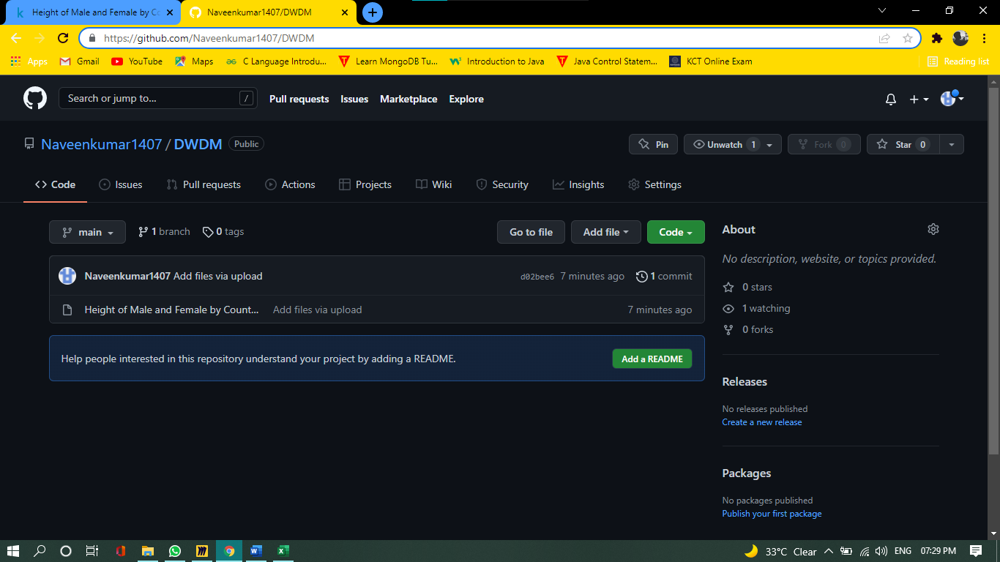 Height of Male and Female by Co
Naveenkumar1407/DWDM
https://github.com/Naveenkumar1407/DWDM
Apps Gmail YouTube Maps C Language Introdu... Learn MongoDB Tu... Introduction to Java Java Control Statem... KCT Online Exam Reading list
Search or jump to... / Pull requests Issues Marketplace Explore
Naveenkumar1407 / DWDM Public Pin Unwatch 1 Fork 0 Star 0
Code Issues Pull requests Actions Projects Wiki Security Insights Settings
main 1 branch 0 tags Go to file Add file Code
Naveenkumar1407 Add files via upload d02bee6 7 minutes ago 1 commit
Height of Male and Female by Count... Add files via upload 7 minutes ago
Help people interested in this repository understand your project by adding a README. Add a README
About
No description, website, or topics provided.
0 stars
1 watching
0 forks
Releases
No releases published
Create a new release
Packages
No packages published
Publish your first package
33°C Clear ENG 07:29 PM